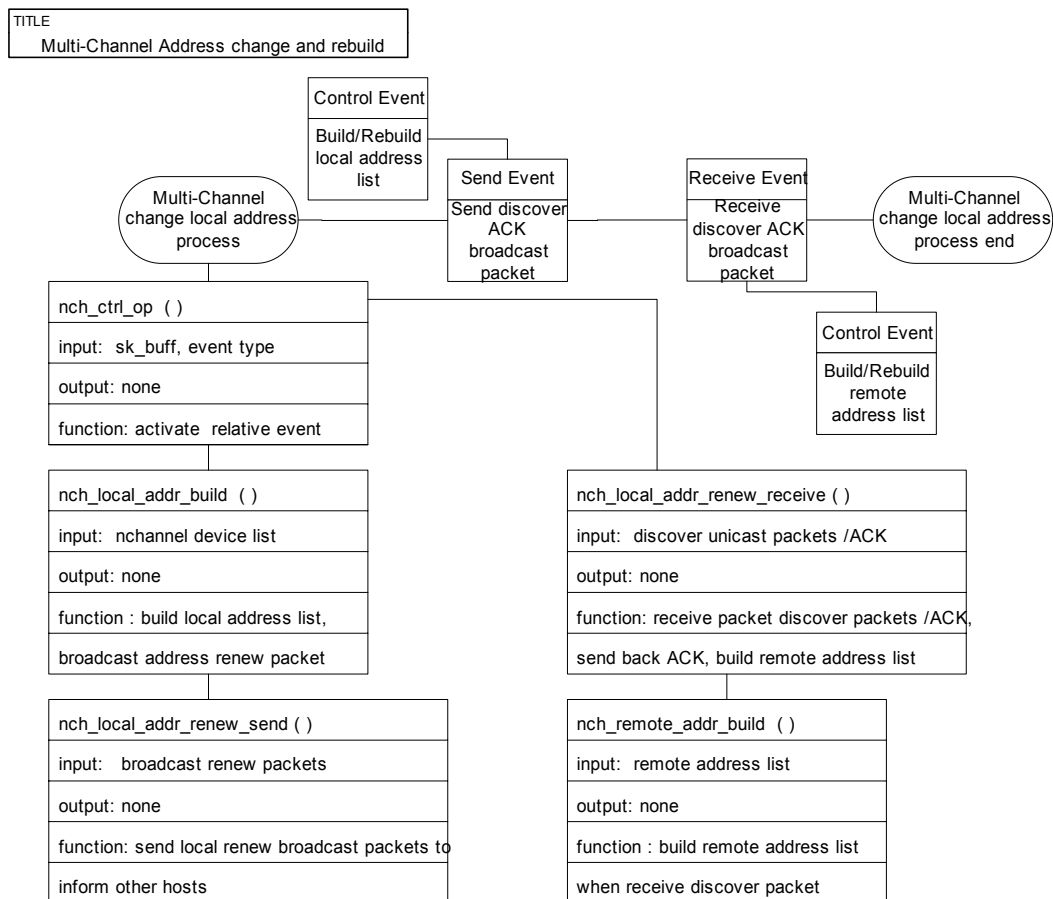 TITLE
Multi-Channel Address change and rebuild
Control Event
Build/Rebuild
local address
list
Multi-Channel
change local address
process
Send Event
Send discover
ACK
broadcast
packet
Receive Event
Receive
discover ACK
broadcast
packet
Multi-Channel
change local address
process end
Control Event
Build/Rebuild
remote
address list
nch_ctrl_op ( )
input: sk_buff, event type
output: none
function: activate relative event
nch_local_addr_build ( )
input: nchannel device list
output: none
function : build local address list,
broadcast address renew packet
nch_local_addr_renew_send ( )
input: broadcast renew packets
output: none
function: send local renew broadcast packets to
inform other hosts
nch_local_addr_renew_receive ( )
input: discover unicast packets /ACK
output: none
function: receive packet discover packets /ACK,
send back ACK, build remote address list
nch_remote_addr_build ( )
input: remote address list
output: none
function : build remote address list
when receive discover packet